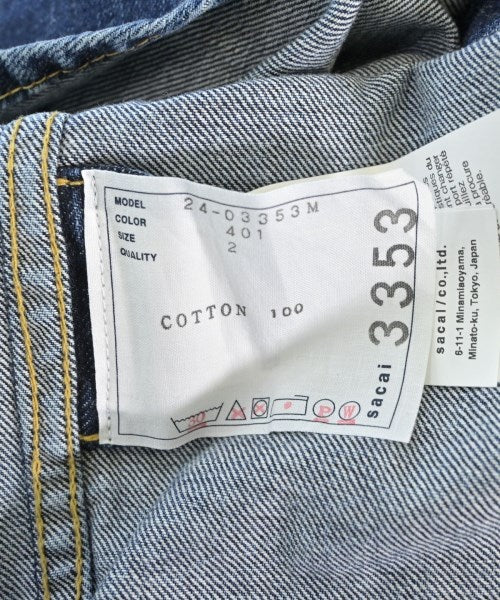 MODEL 24-03353M
COLOR 401
SIZE 2
QUALITY
COTTON 100
30
P W
sacai 3353
sacai/co.,ltd.
6-11-1 Minamiaoyama,
Minato-ku, Tokyo, Japan